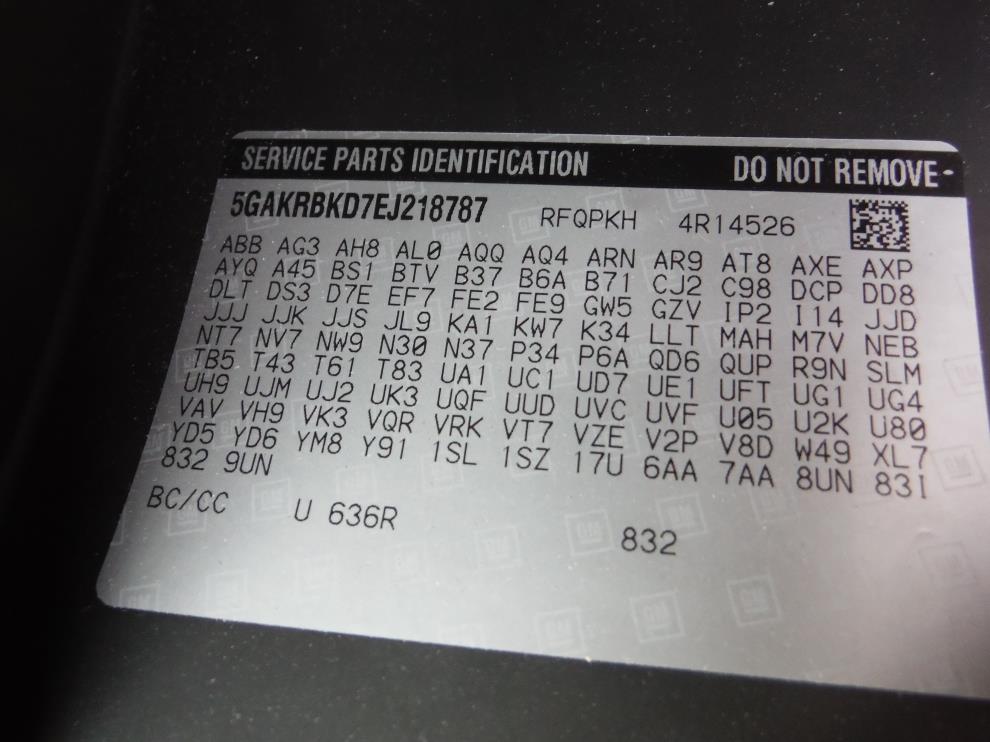 SERVICE PARTS IDENTIFICATION DO NOT REMOVE-
5GAKRBKD7EJ218787 RFQPKH 4R14526
ABB AG3 AH8 AL0 AQQ AQ4 ARN AR9 AT8 AXE AXP
AYQ A45 BS1 BTV B37 B6A B71 CJ2 C98 DCP DD8
DLT DS3 D7E EF7 FE2 FE9 GW5 GZV IP2 I14 JJD
JJJ JJK JJS JL9 KA1 KW7 K34 LLT MAH M7V NEB
NT7 NV7 NW9 N30 N37 P34 P6A QD6 QUP R9N SLM
TB5 T43 T61 T83 UA1 UC1 UD7 UE1 UFT UG1 UG4
UH9 UJM UJ2 UK3 UQF UUD UVC UVF U05 U2K U80
VAV VH9 VK3 VQR VRK VT7 VZE V2P V8D W49 XL7
YD5 YD6 YM8 Y91 1SL 1SZ 17U 6AA 7AA 8UN 83I
832 9UN
BC/CC U 636R
832